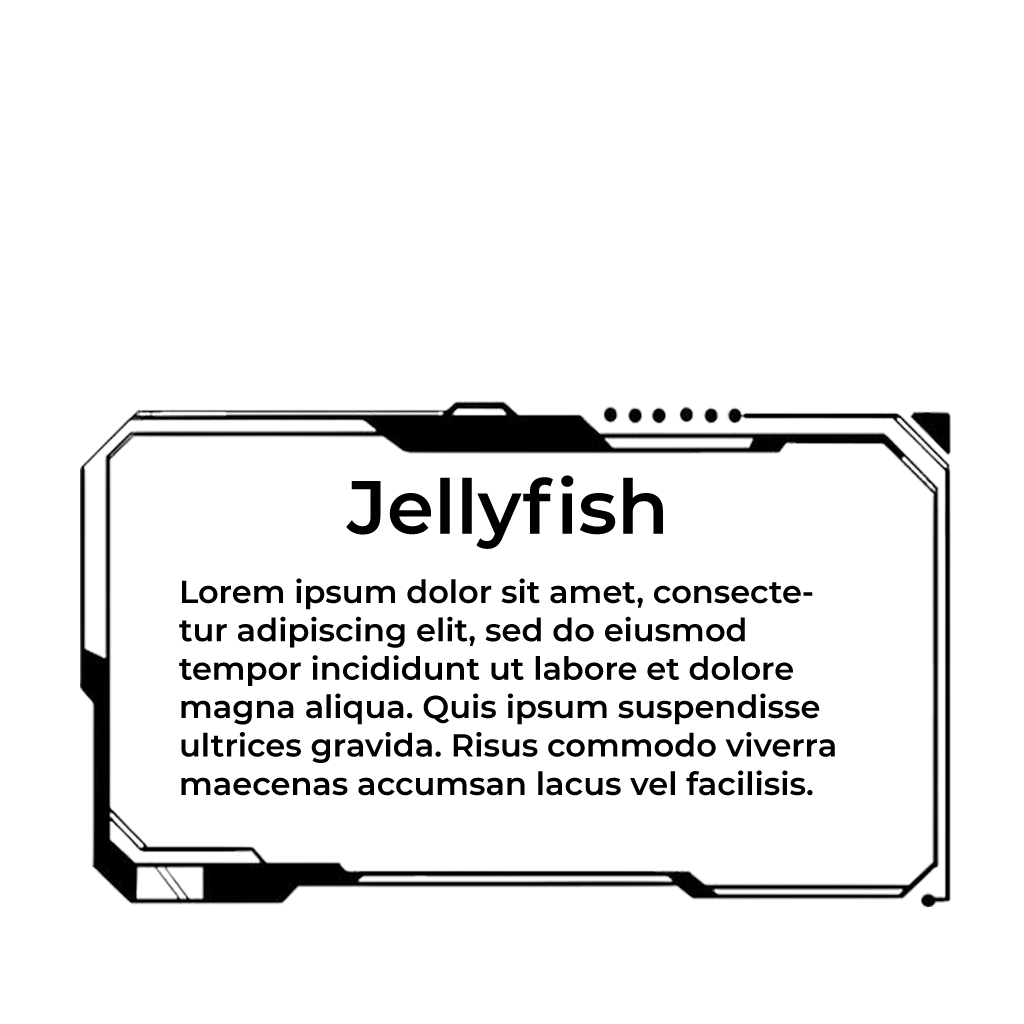 Jellyfish
Lorem ipsum dolor sit amet, consecte-
tur adipiscing elit, sed do eiusmod
tempor incididunt ut labore et dolore
magna aliqua. Quis ipsum suspendisse
ultrices gravida. Risus commodo viverra
maecenas accumsan lacus vel facilisis.